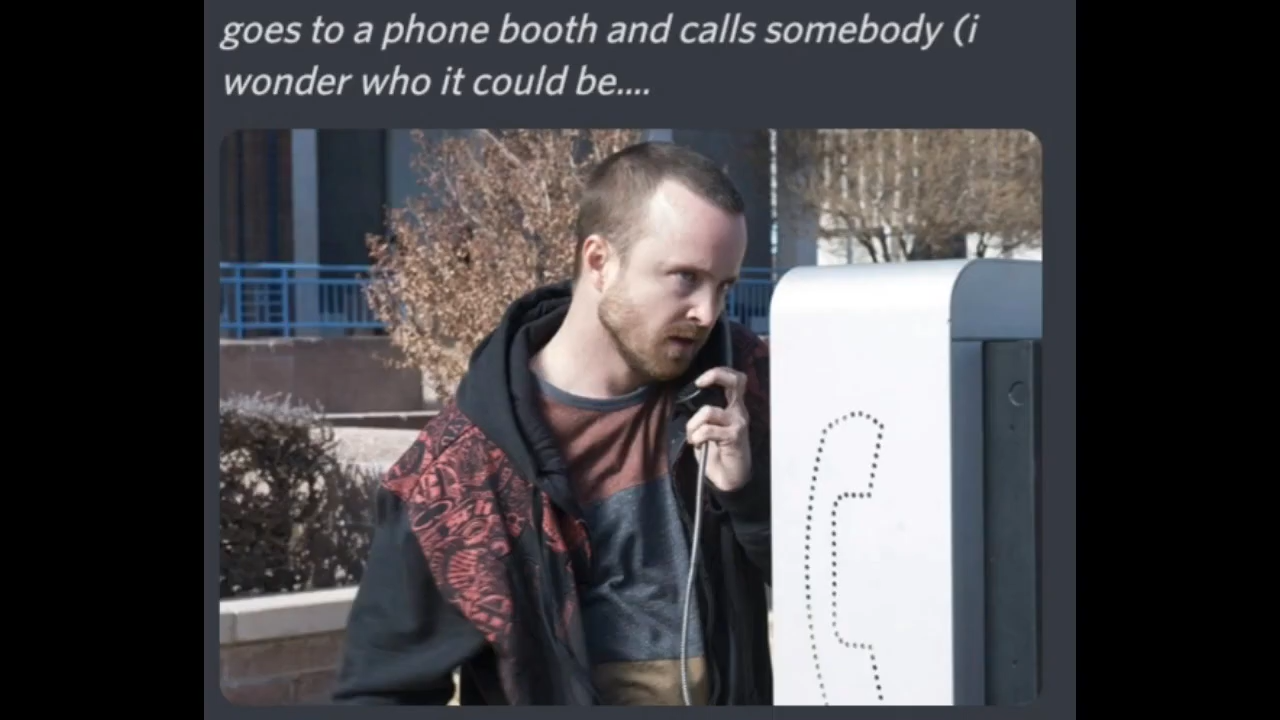 goes to a phone booth and calls somebody (i
wonder who it could be....